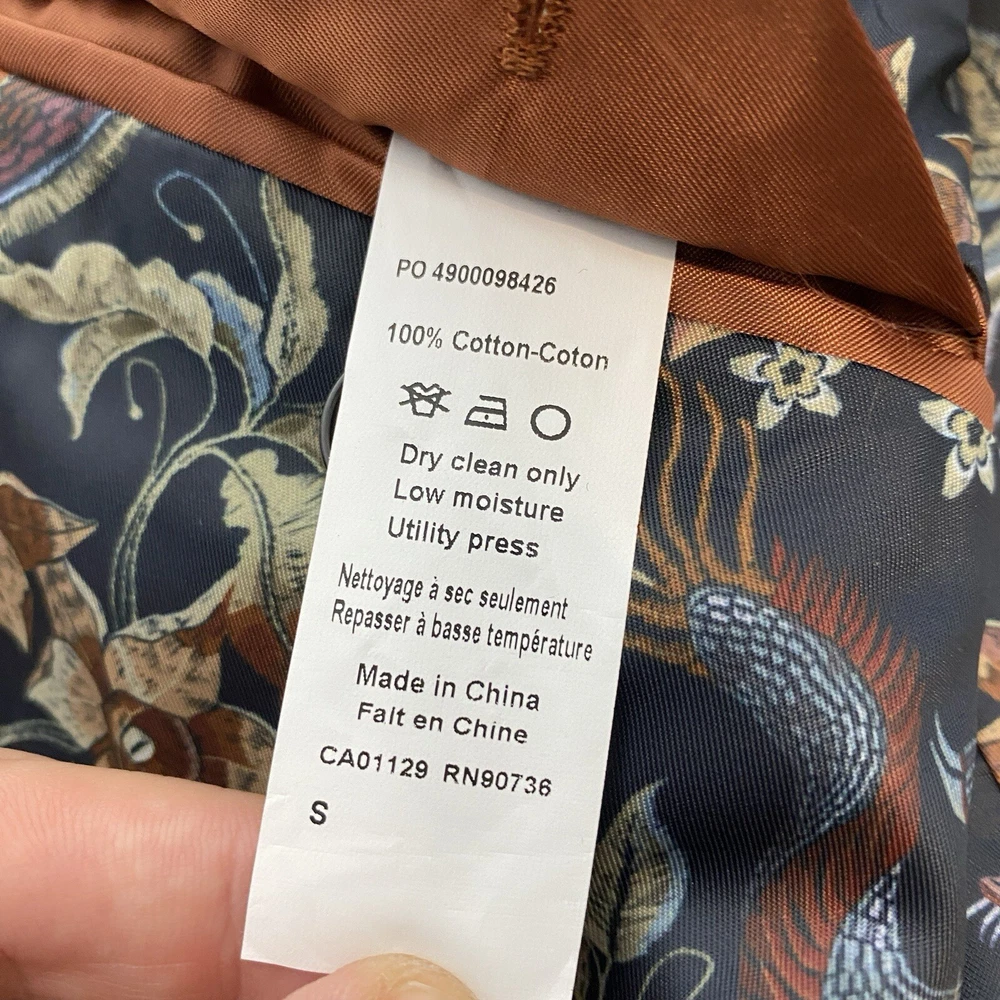 PO 4900098426
100% Cotton-Coton
Dry clean only
Low moisture
Utility press
Nettoyage à sec seulement
Repasser à basse température
Made in China
Fait en Chine
CA01129 RN90736
S